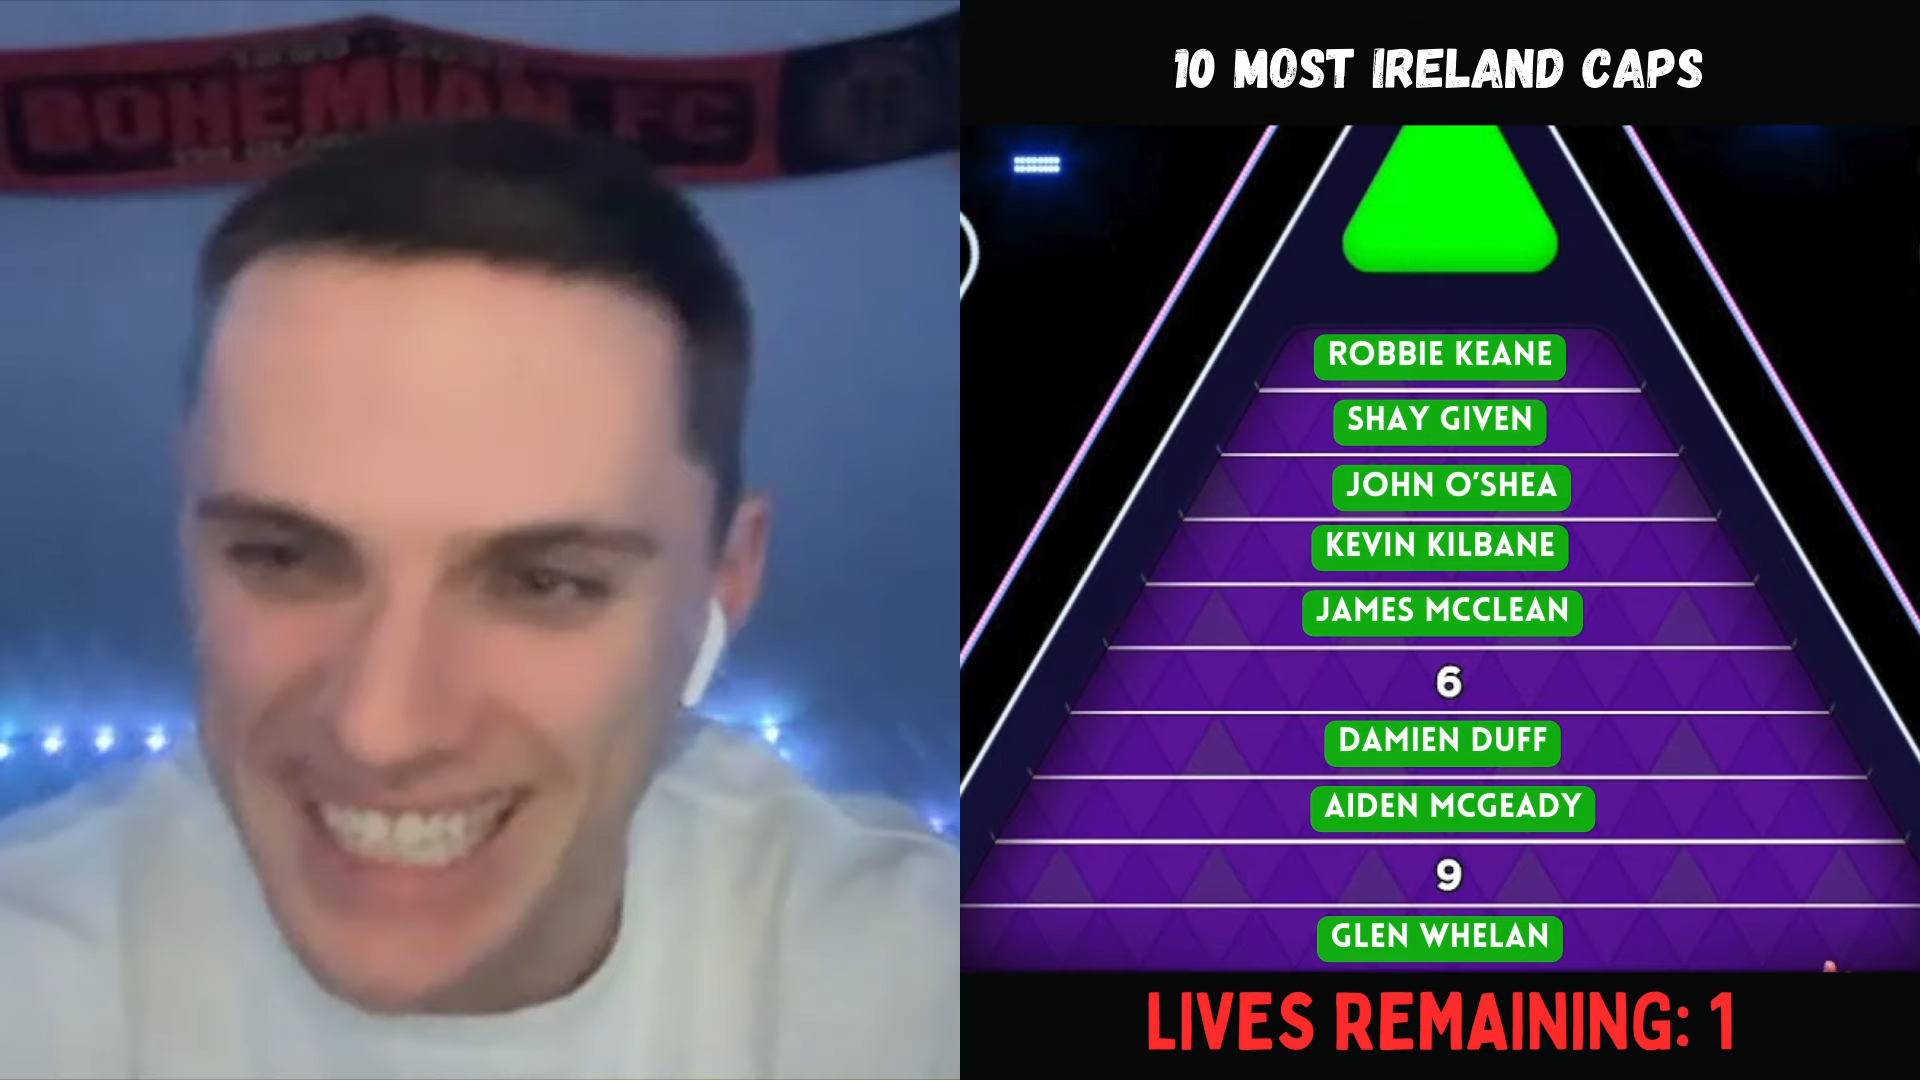 BOHEMIAN FC
10 MOST IRELAND CAPS
ROBBIE KEANE
SHAY GIVEN
JOHN O'SHEA
KEVIN KILBANE
JAMES MCCLEAN
6
DAMIEN DUFF
AIDEN MCGEADY
9
GLEN WHELAN
LIVES REMAINING: 1